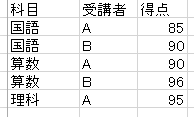 科目 受講者 得点
国語 A 85
国語 B 90
算数 A 90
算数 B 96
理科 A 95